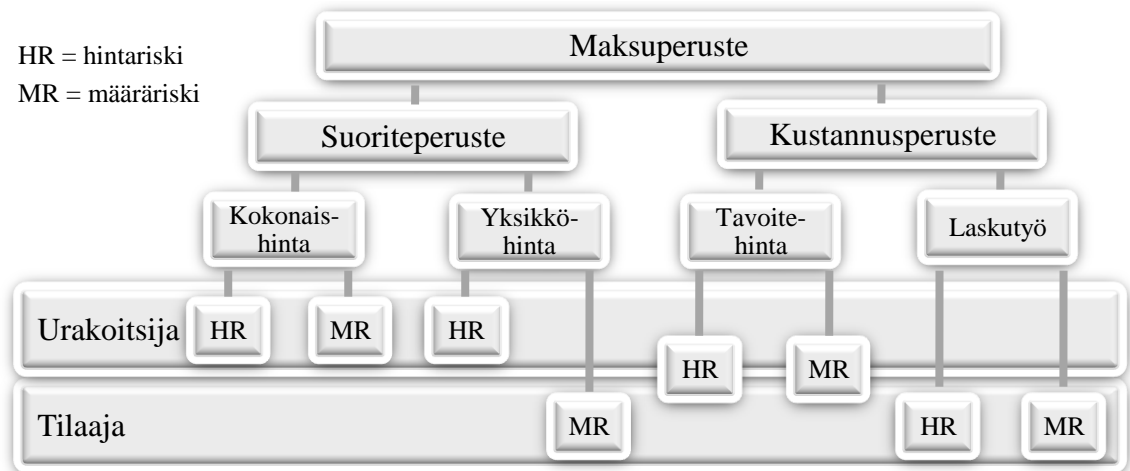 HR = hintariski
MR = määräriski
Maksuperuste
Suoriteperuste
Kustannusperuste
Kokonais-
hinta
Yksikkö-
hinta
Tavoite-
hinta
Laskutyö
Urakoitsija
HR
MR
HR
HR
MR
Tilaaja
MR
HR
MR